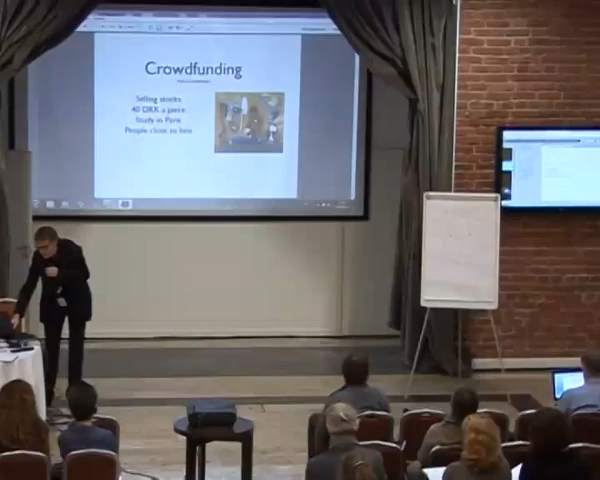 Crowdfunding
Selling stocks
40 DKK a piece
Study in Paris
People close to him